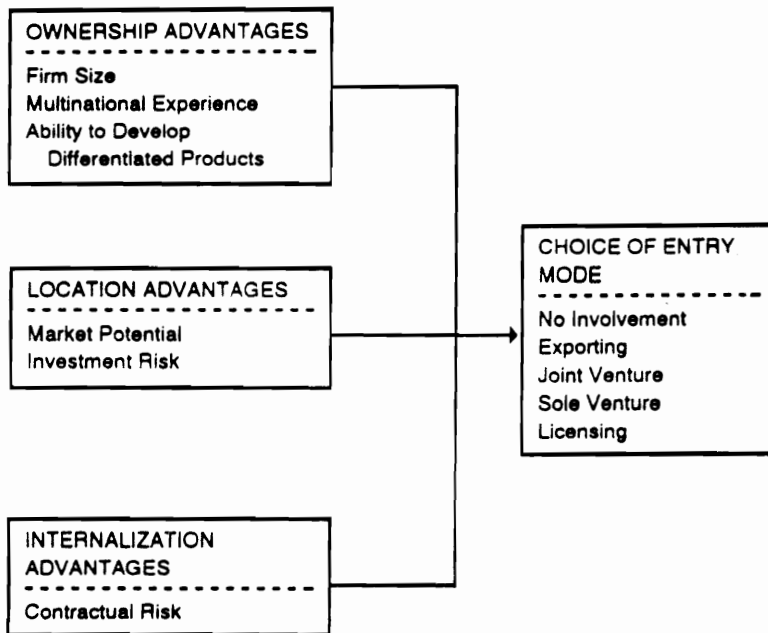 OWNERSHIP ADVANTAGES
Firm Size
Multinational Experience
Ability to Develop
Differentiated Products
LOCATION ADVANTAGES
Market Potential
Investment Risk
INTERNALIZATION
ADVANTAGES
Contractual Risk
CHOICE OF ENTRY
MODE
No Involvement
Exporting
Joint Venture
Sole Venture
Licensing